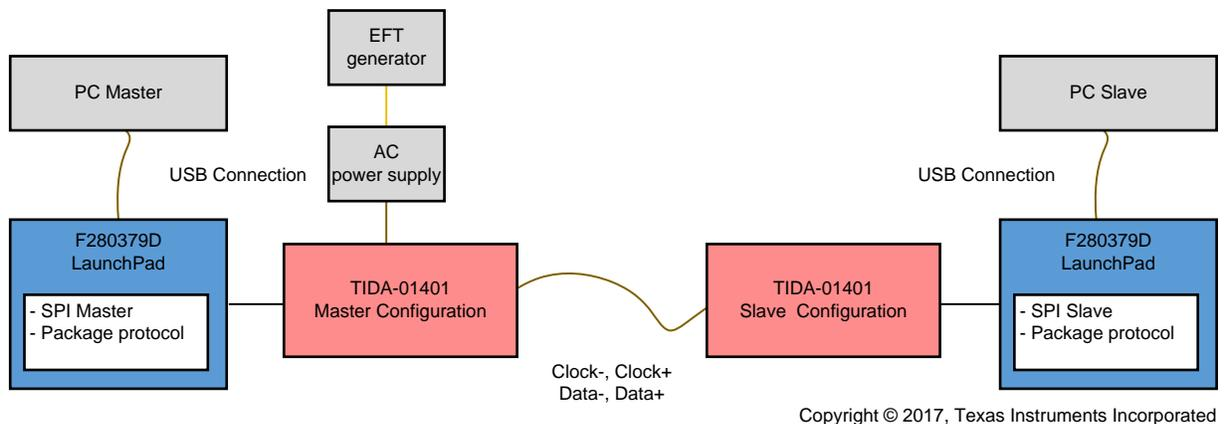 EFT
generator
PC Master
PC Slave
AC
power supply
USB Connection
USB Connection
F280379D
LaunchPad
- SPI Master
- Package protocol
TIDA-01401
Master Configuration
TIDA-01401
Slave Configuration
F280379D
LaunchPad
- SPI Slave
- Package protocol
Clock-, Clock+
Data-, Data+
Copyright © 2017, Texas Instruments Incorporated